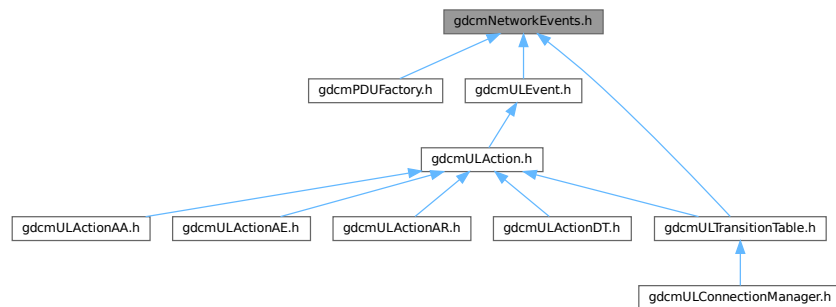 gdcmNetworkEvents.h
gdcmPDUFactory.h
gdcmULEvent.h
gdcmULAction.h
gdcmULActionAA.h
gdcmULActionAE.h
gdcmULActionAR.h
gdcmULActionDT.h
gdcmULTransitionTable.h
gdcmULConnectionManager.h